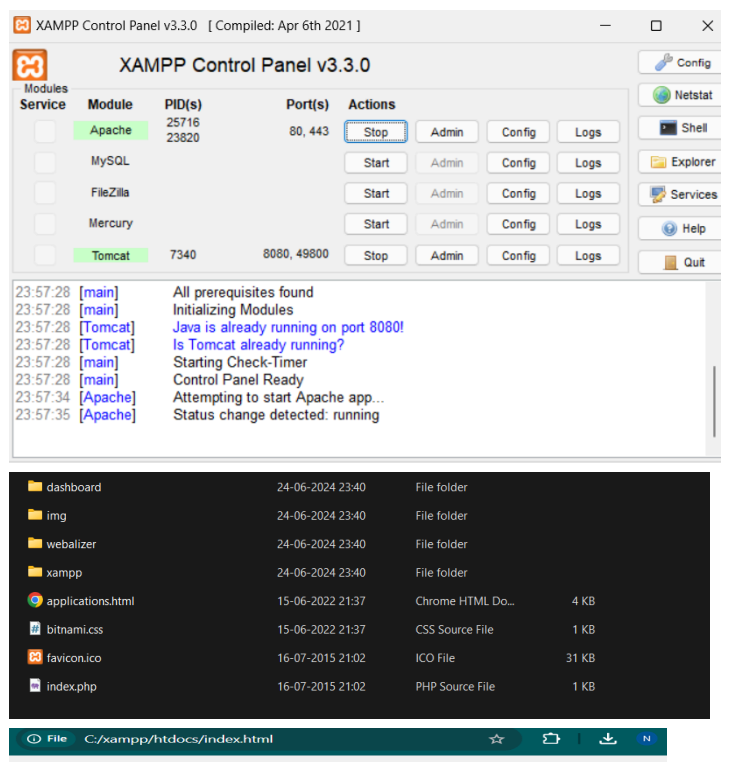 XAMPP Control Panel v3.3.0 [ Compiled: Apr 6th 2021 ]
XAMPP Control Panel v3.3.0
Config
Modules
Service Module PID(s) Port(s) Actions
Netstat
Apache 25716 23820 80, 443 Stop Admin Config Logs
Shell
MySQL Start Admin Config Logs
Explorer
FileZilla Start Admin Config Logs
Services
Mercury Start Admin Config Logs
Help
Tomcat 7340 8080, 49800 Stop Admin Config Logs
Quit
23:57:28 [main] All prerequisites found
23:57:28 [main] Initializing Modules
23:57:28 [Tomcat] Java is already running on port 8080!
23:57:28 [Tomcat] Is Tomcat already running?
23:57:28 [main] Starting Check-Timer
23:57:28 [main] Control Panel Ready
23:57:34 [Apache] Attempting to start Apache app...
23:57:35 [Apache] Status change detected: running
dashboard 24-06-2024 23:40 File folder
img 24-06-2024 23:40 File folder
webalizer 24-06-2024 23:40 File folder
xampp 24-06-2024 23:40 File folder
applications.html 15-06-2022 21:37 Chrome HTML Do... 4 KB
bitnami.css 15-06-2022 21:37 CSS Source File 1 KB
favicon.ico 16-07-2015 21:02 ICO File 31 KB
index.php 16-07-2015 21:02 PHP Source File 1 KB
File C:/xampp/htdocs/index.html N